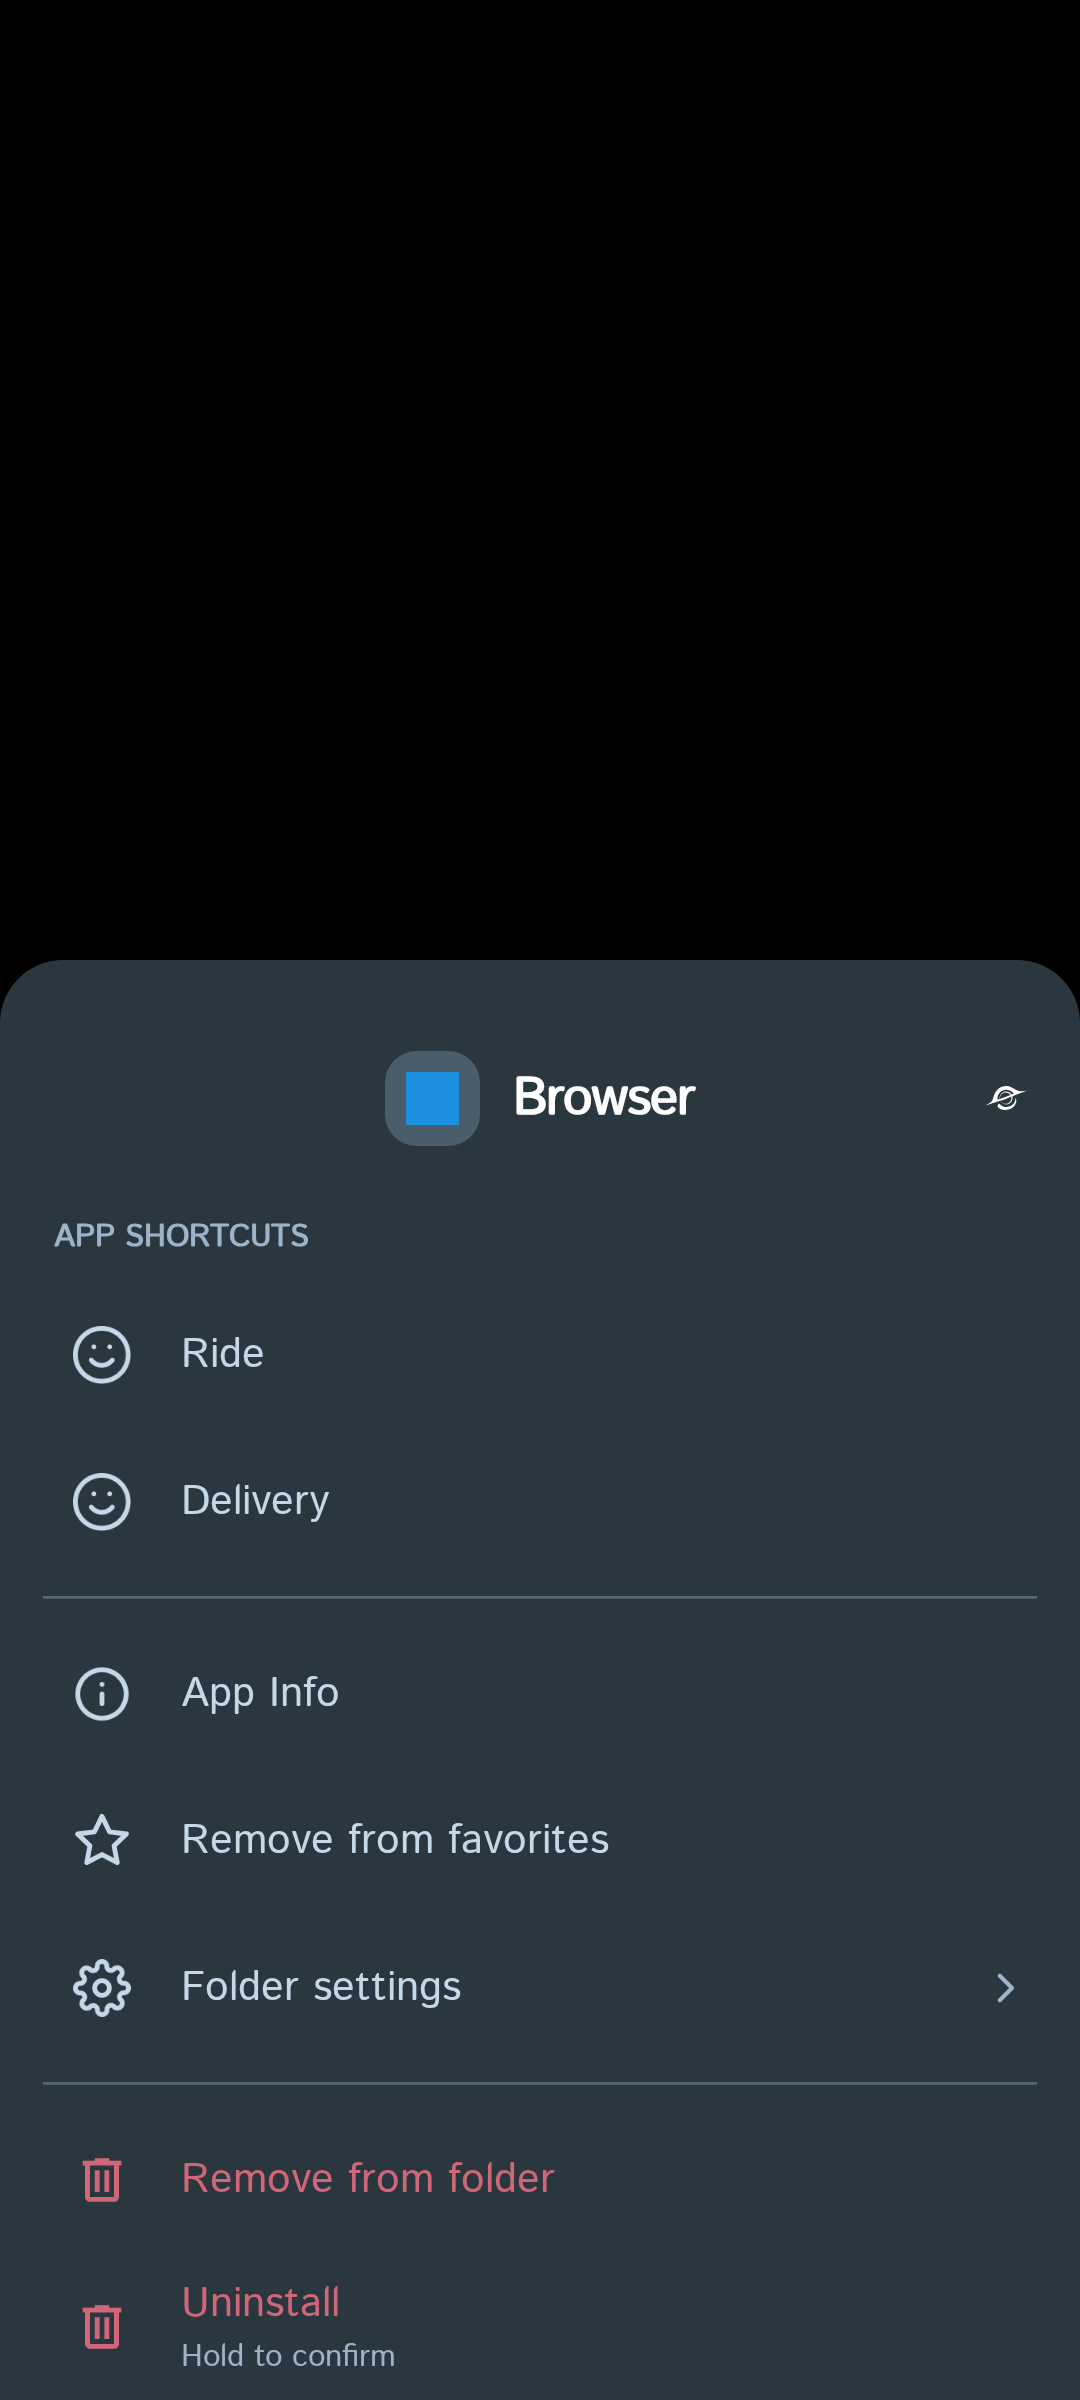 Browser
APP SHORTCUTS
Ride
Delivery
App Info
Remove from favorites
Folder settings
Remove from folder
Uninstall
Hold to confirm